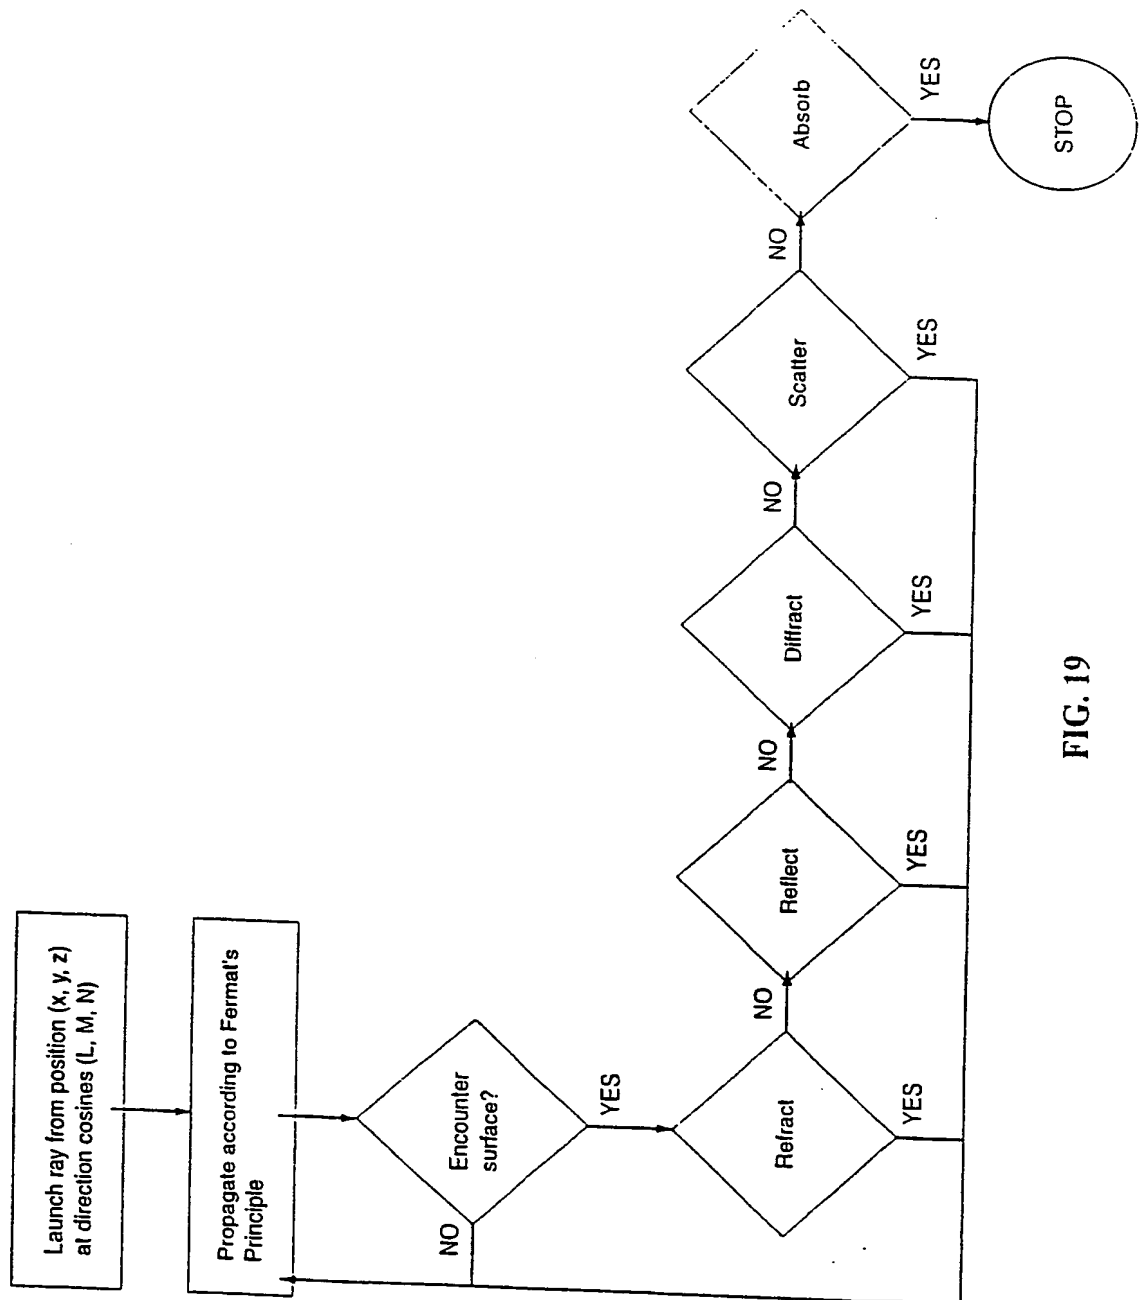 Launch ray from position (x, y, z)
at direction cosines (L, M, N)
Propagate according to Fermat's
Principle
Encounter
surface?
NO
YES
Refract
NO
YES
Reflect
NO
YES
Diffract
NO
YES
Scatter
NO
YES
Absorb
YES
STOP
FIG. 19